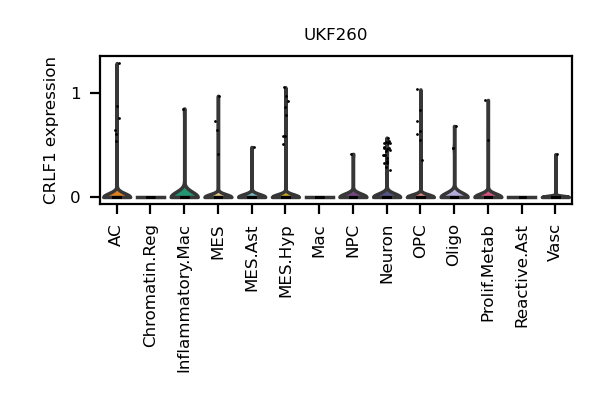 UKF260
CRLF1 expression
1
0
AC
Chromatin.Reg
Inflammatory.Mac
MES
MES.Ast
MES.Hyp
Mac
NPC
Neuron
OPC
Oligo
Prolif.Metab
Reactive.Ast
Vasc